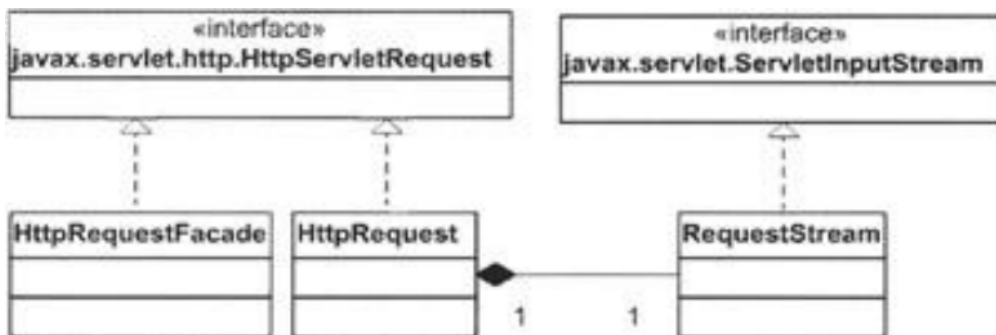 «interface»
javax.servlet.http.HttpServletRequest
«interface»
javax.servlet.ServletInputStream
HttpRequestFacade
HttpRequest
RequestStream
1
1